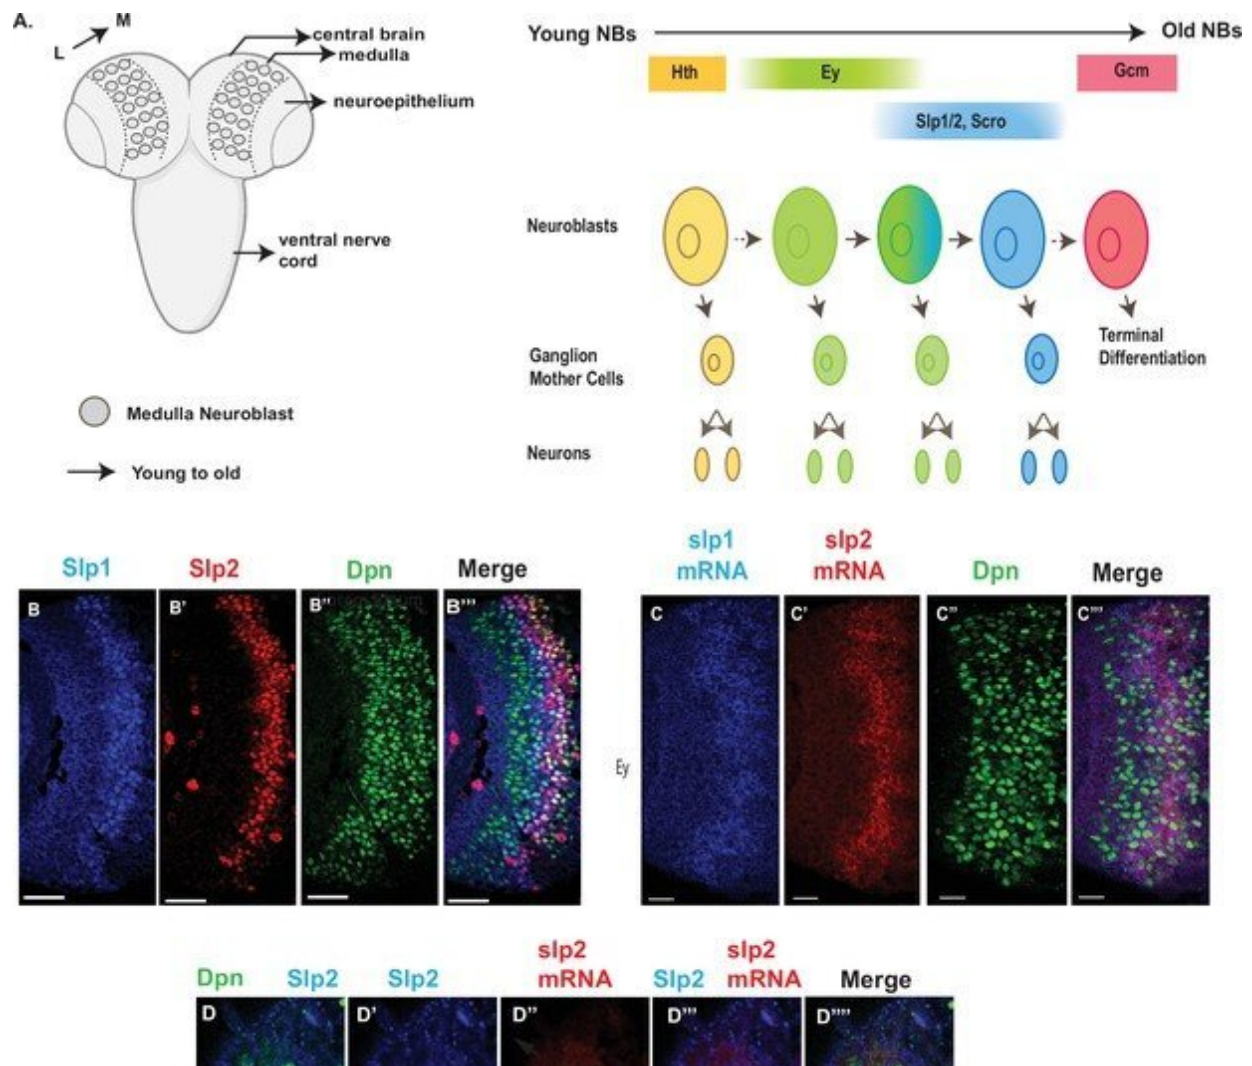 A.
M
L
central brain
medulla
neuroepithelium
ventral nerve
cord
Medulla Neuroblast
Young to old
Young NBs
Old NBs
Hth
Ey
Gcm
Slp1/2, Scro
Neuroblasts
Ganglion
Mother Cells
Terminal
Differentiation
Neurons
Slp1
Slp2
Dpn
Merge
B
B'
B''
B'''
slp1
mRNA
slp2
mRNA
Dpn
Merge
C
C'
C''
C'''
Ey
Dpn
Slp2
Slp2
slp2
mRNA
Slp2
slp2
mRNA
Merge
D
D'
D''
D'''
D''''